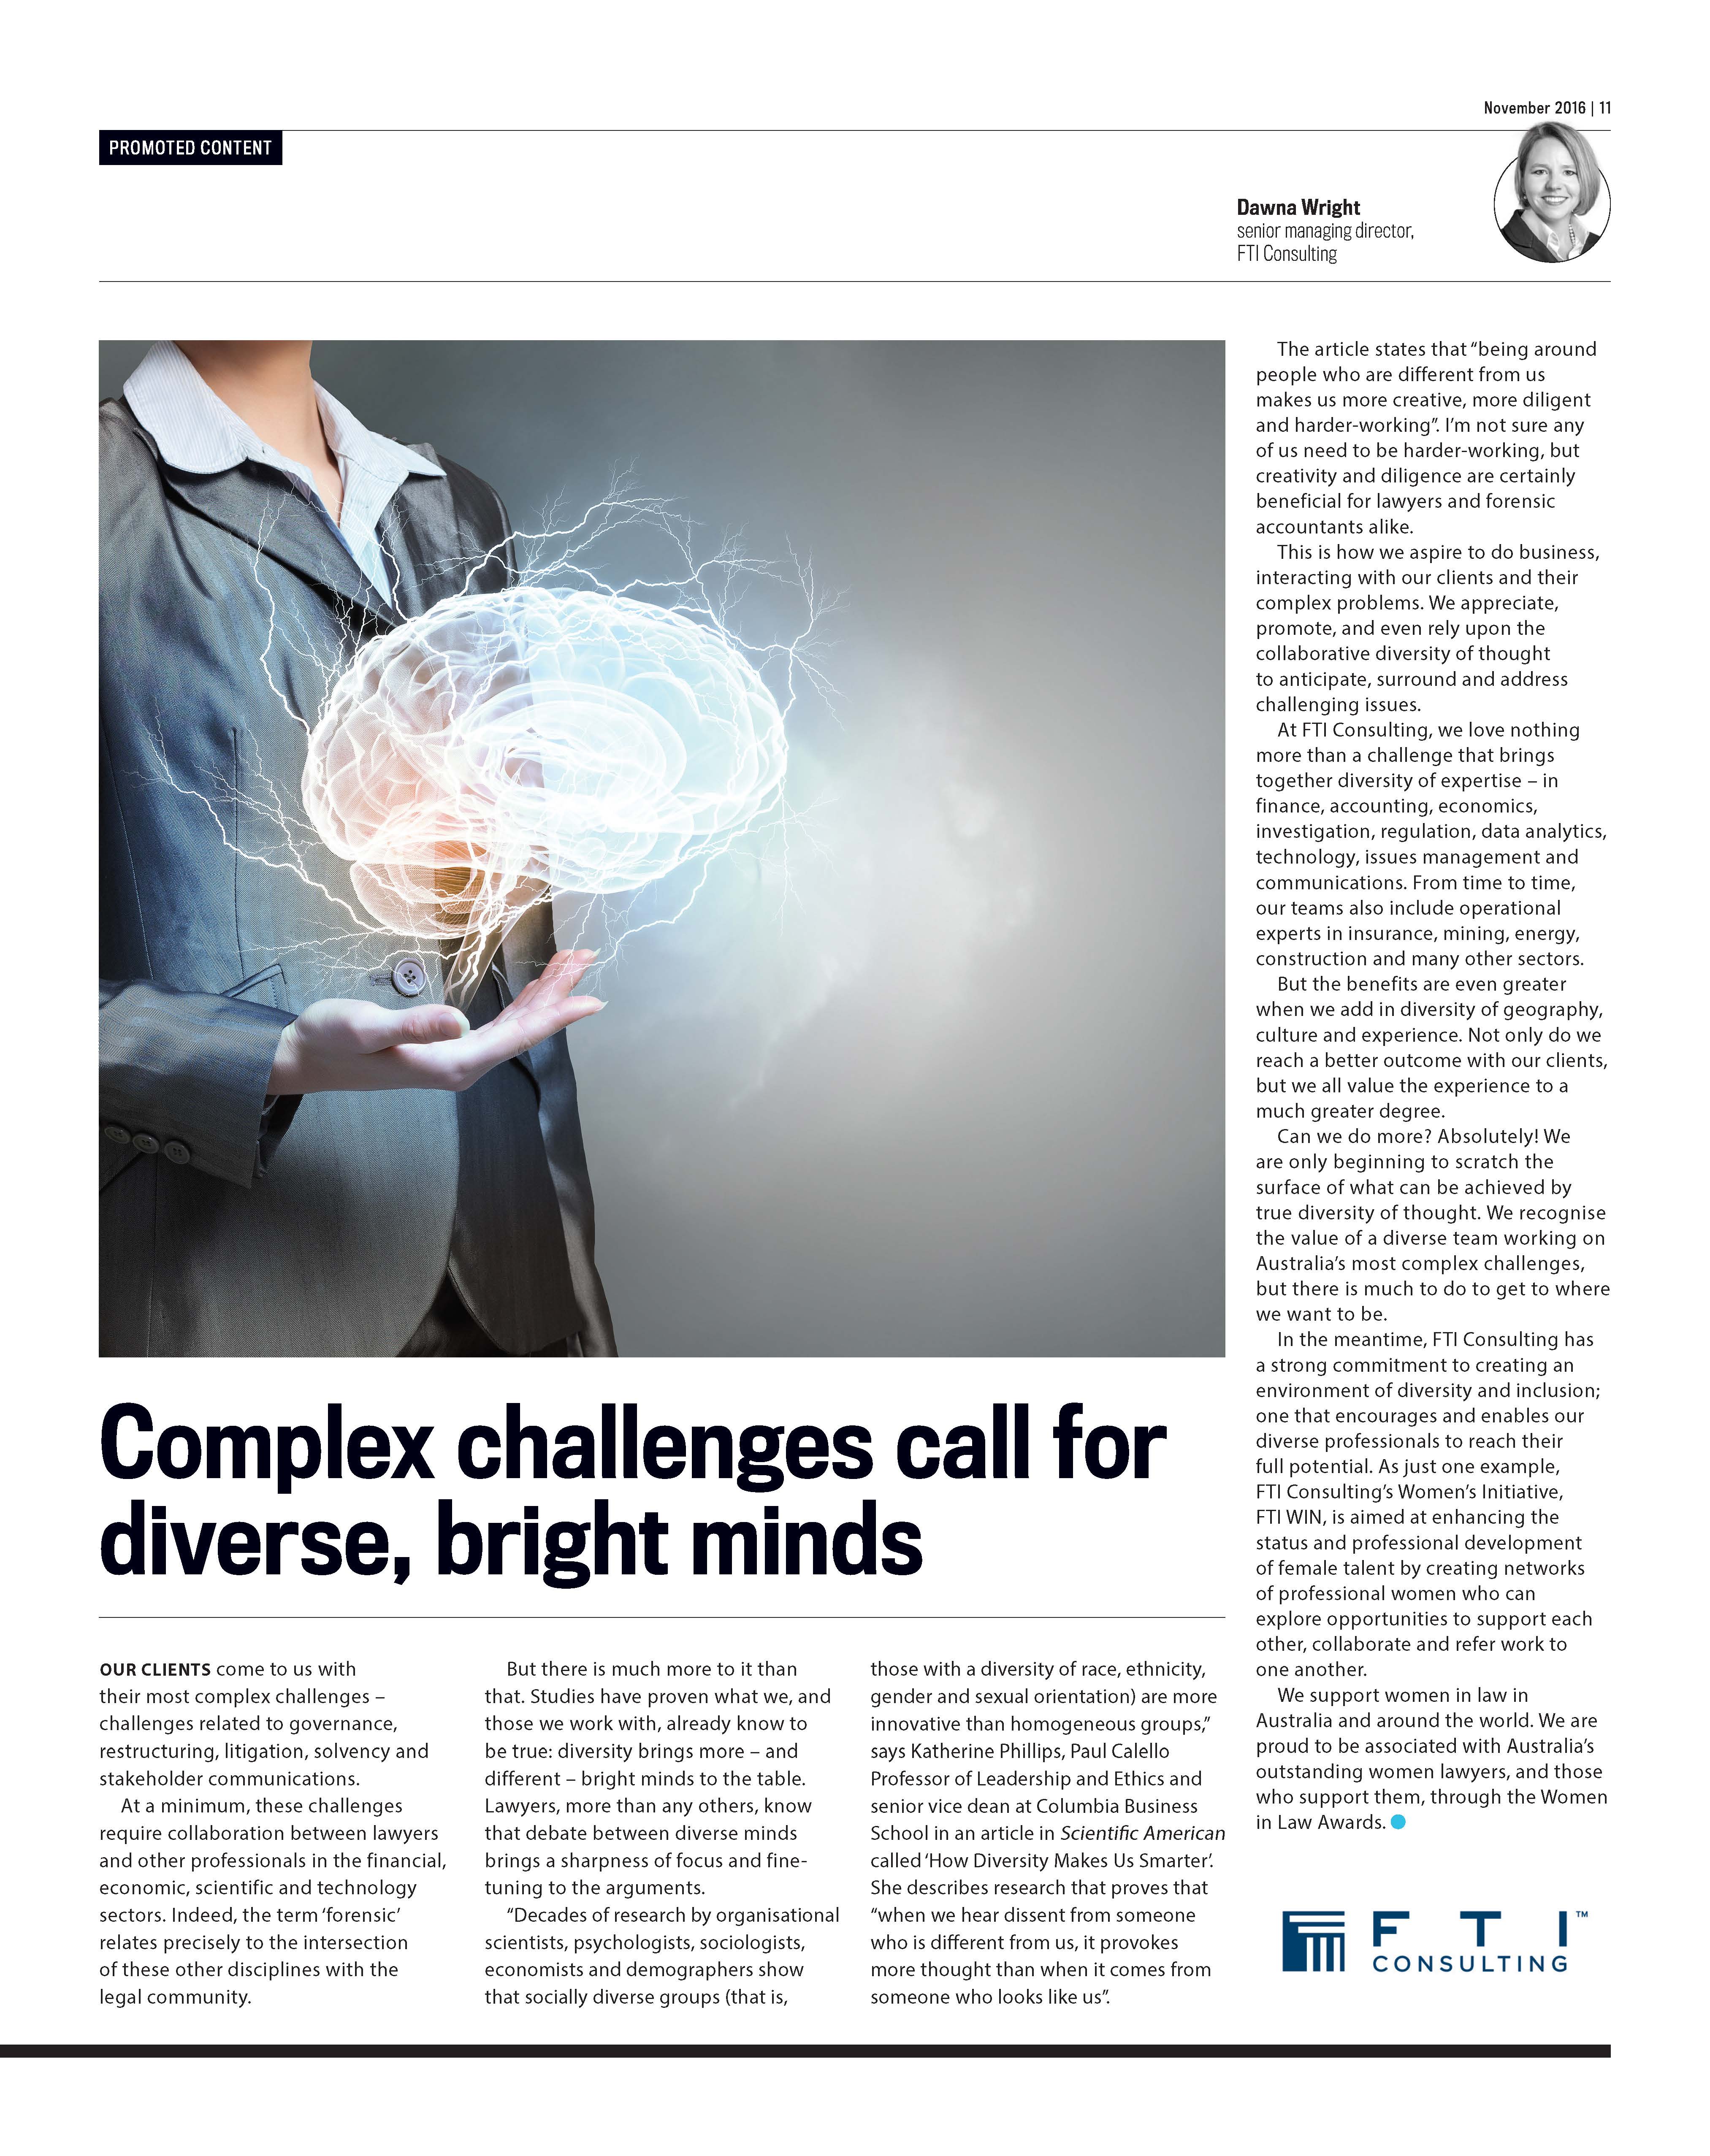 November 2016 | 11
PROMOTED CONTENT
Dawna Wright
senior managing director,
FTI Consulting
Complex challenges call for
diverse, bright minds
OUR CLIENTS come to us with
their most complex challenges –
challenges related to governance,
restructuring, litigation, solvency and
stakeholder communications.
At a minimum, these challenges
require collaboration between lawyers
and other professionals in the financial,
economic, scientific and technology
sectors. Indeed, the term ‘forensic’
relates precisely to the intersection
of these other disciplines with the
legal community.
But there is much more to it than
that. Studies have proven what we, and
those we work with, already know to
be true: diversity brings more – and
different – bright minds to the table.
Lawyers, more than any others, know
that debate between diverse minds
brings a sharpness of focus and fine-
tuning to the arguments.
“Decades of research by organisational
scientists, psychologists, sociologists,
economists and demographers show
that socially diverse groups (that is,
those with a diversity of race, ethnicity,
gender and sexual orientation) are more
innovative than homogeneous groups,”
says Katherine Phillips, Paul Calello
Professor of Leadership and Ethics and
senior vice dean at Columbia Business
School in an article in Scientific American
called ‘How Diversity Makes Us Smarter’.
She describes research that proves that
“when we hear dissent from someone
who is different from us, it provokes
more thought than when it comes from
someone who looks like us”.
The article states that “being around
people who are different from us
makes us more creative, more diligent
and harder-working”. I’m not sure any
of us need to be harder-working, but
creativity and diligence are certainly
beneficial for lawyers and forensic
accountants alike.
This is how we aspire to do business,
interacting with our clients and their
complex problems. We appreciate,
promote, and even rely upon the
collaborative diversity of thought
to anticipate, surround and address
challenging issues.
At FTI Consulting, we love nothing
more than a challenge that brings
together diversity of expertise – in
finance, accounting, economics,
investigation, regulation, data analytics,
technology, issues management and
communications. From time to time,
our teams also include operational
experts in insurance, mining, energy,
construction and many other sectors.
But the benefits are even greater
when we add in diversity of geography,
culture and experience. Not only do we
reach a better outcome with our clients,
but we all value the experience to a
much greater degree.
Can we do more? Absolutely! We
are only beginning to scratch the
surface of what can be achieved by
true diversity of thought. We recognise
the value of a diverse team working on
Australia’s most complex challenges,
but there is much to do to get to where
we want to be.
In the meantime, FTI Consulting has
a strong commitment to creating an
environment of diversity and inclusion;
one that encourages and enables our
diverse professionals to reach their
full potential. As just one example,
FTI Consulting’s Women’s Initiative,
FTI WIN, is aimed at enhancing the
status and professional development
of female talent by creating networks
of professional women who can
explore opportunities to support each
other, collaborate and refer work to
one another.
We support women in law in
Australia and around the world. We are
proud to be associated with Australia’s
outstanding women lawyers, and those
who support them, through the Women
in Law Awards.
FTI™
CONSULTING